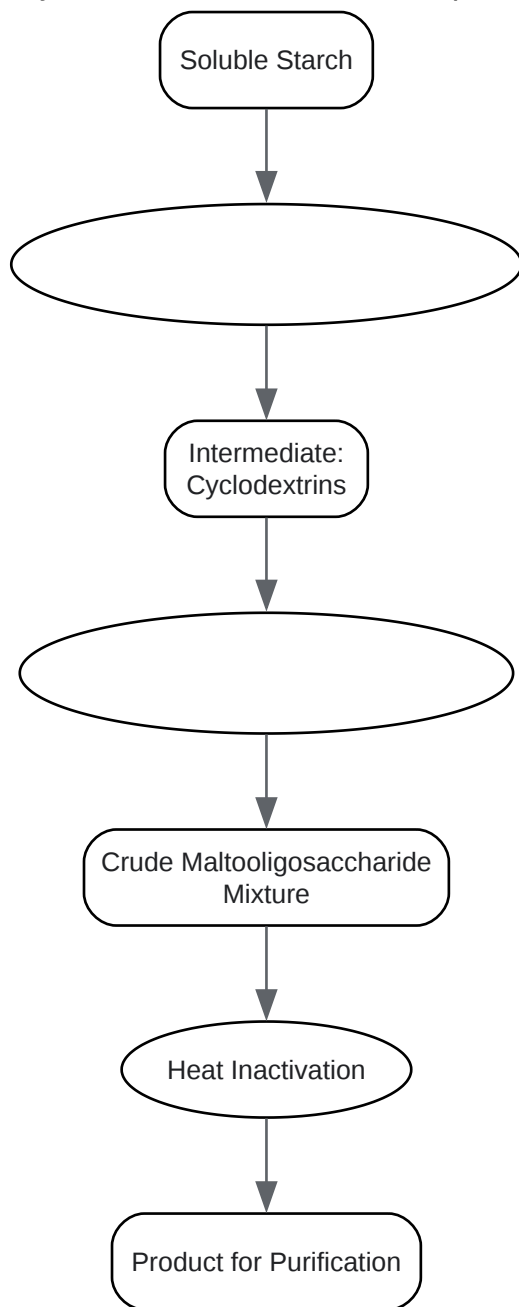 Soluble Starch
Intermediate:
Cyclodextrins
Crude Maltooligosaccharide
Mixture
Heat Inactivation
Product for Purification